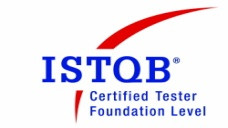 ISTQB®
Certified Tester
Foundation Level